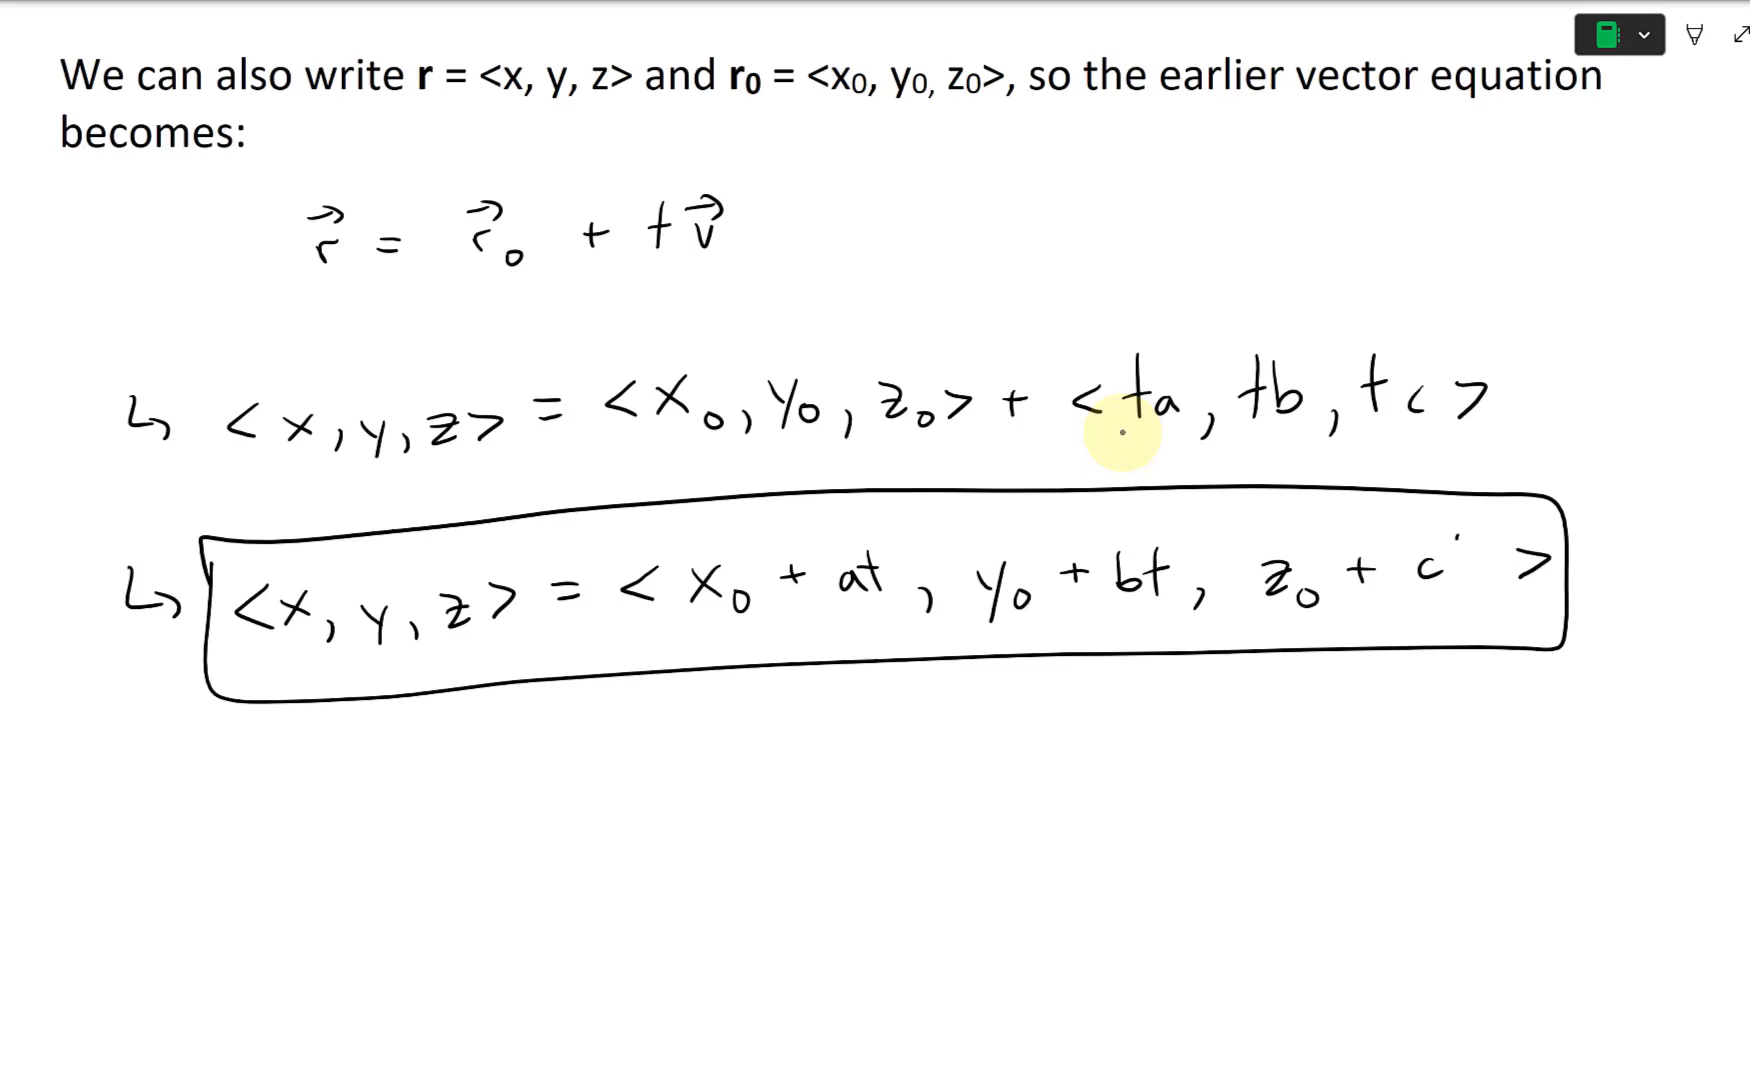 We can also write r = <x, y, z> and r₀ = <x₀, y₀, z₀>, so the earlier vector equation
becomes:
r⃗ = r⃗₀ + tv⃗
↳ <x, y, z> = <x₀, y₀, z₀> + <ta, tb, tc>
↳ <x, y, z> = <x₀ + at, y₀ + bt, z₀ + c >